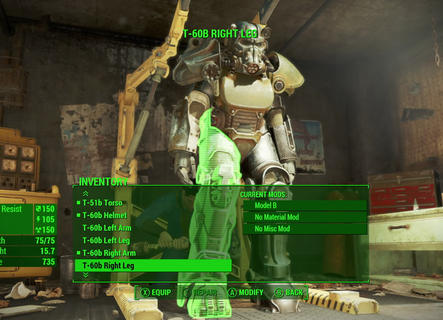 T-60B RIGHT LEG
INVENTORY
T-51b Torso
T-60b Helmet
T-60b Left Arm
T-60b Left Leg
T-60b Right Arm
T-60b Right Leg
CURRENT MODS:
Model B
No Material Mod
No Misc Mod
Resist 150
105
150
75/75
15.7
735
X) EQUIP Y) REPAIR A) MODIFY B) BACK